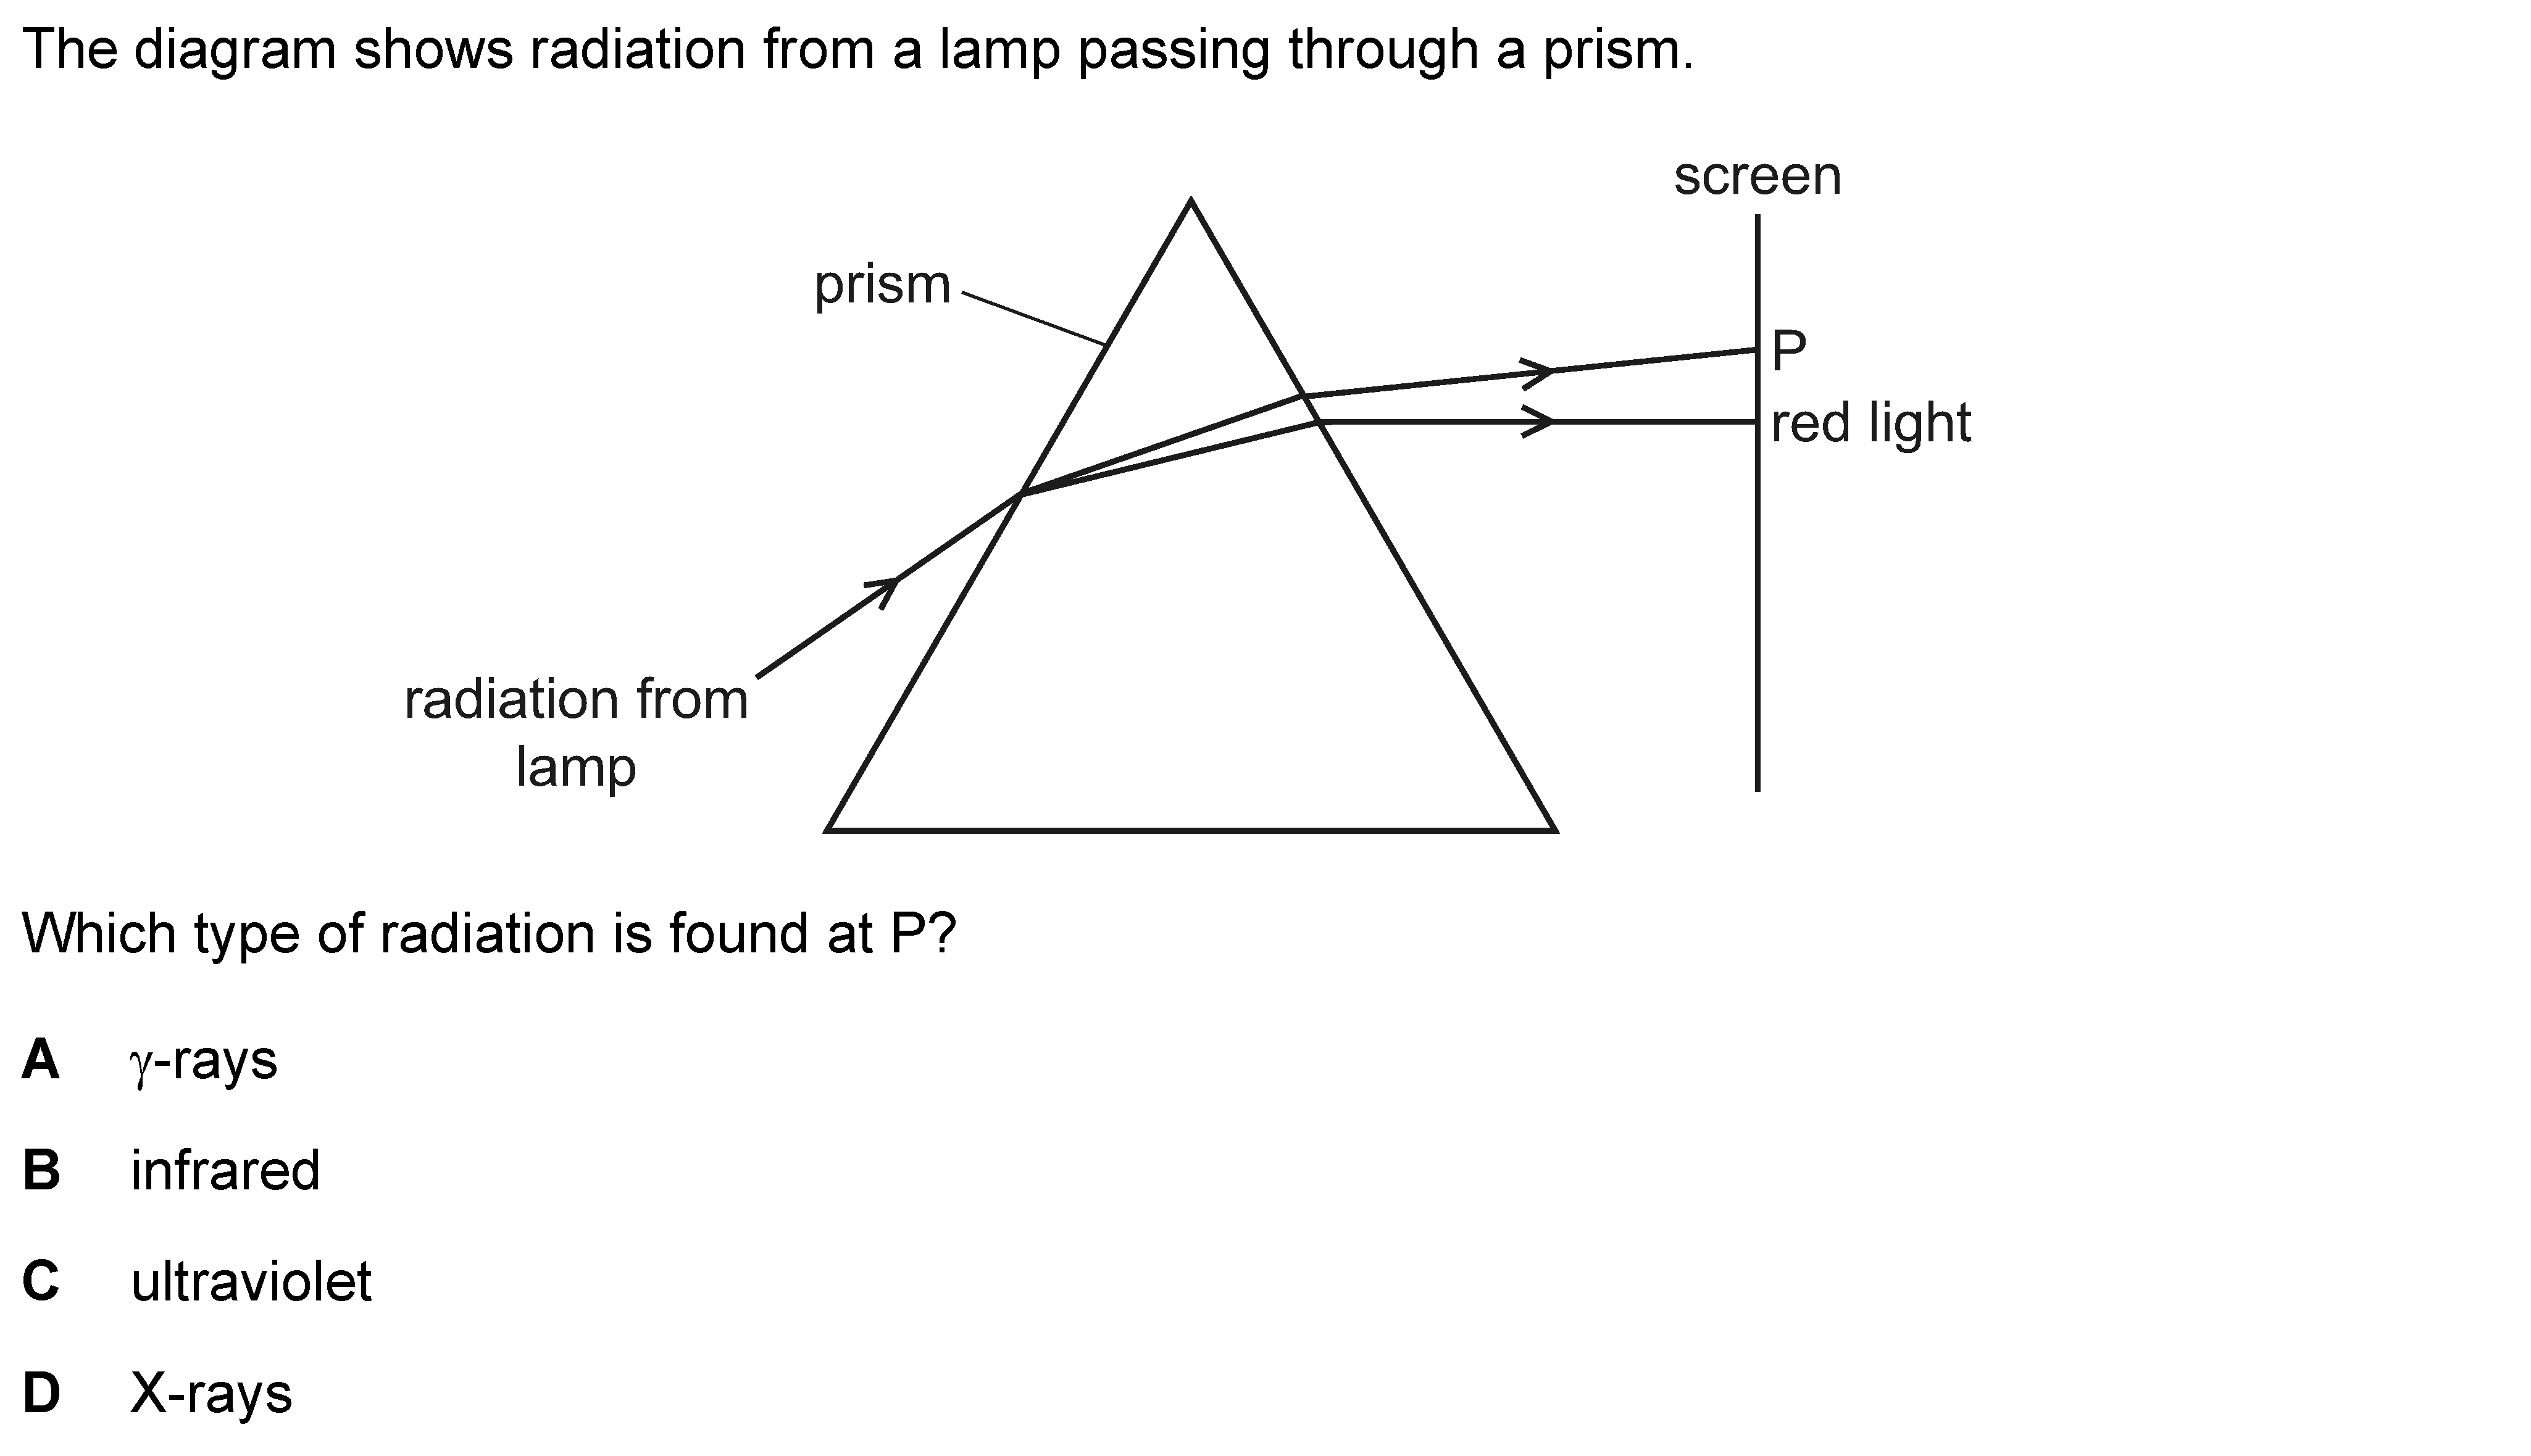 The diagram shows radiation from a lamp passing through a prism.
screen
prism
P
red light
radiation from
lamp
Which type of radiation is found at P?
A γ-rays
B infrared
C ultraviolet
D X-rays